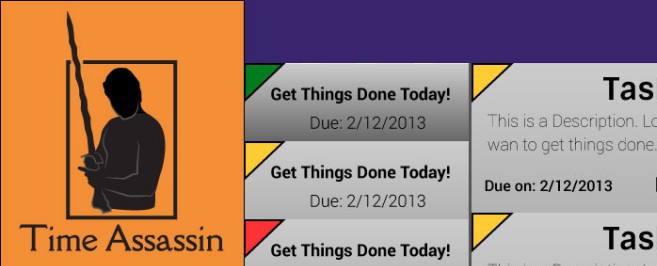 Time Assassin
Get Things Done Today!
Due: 2/12/2013
Get Things Done Today!
Due: 2/12/2013
Get Things Done Today!
Tas
This is a Description. Lo
wan to get things done.
Due on: 2/12/2013
Tas